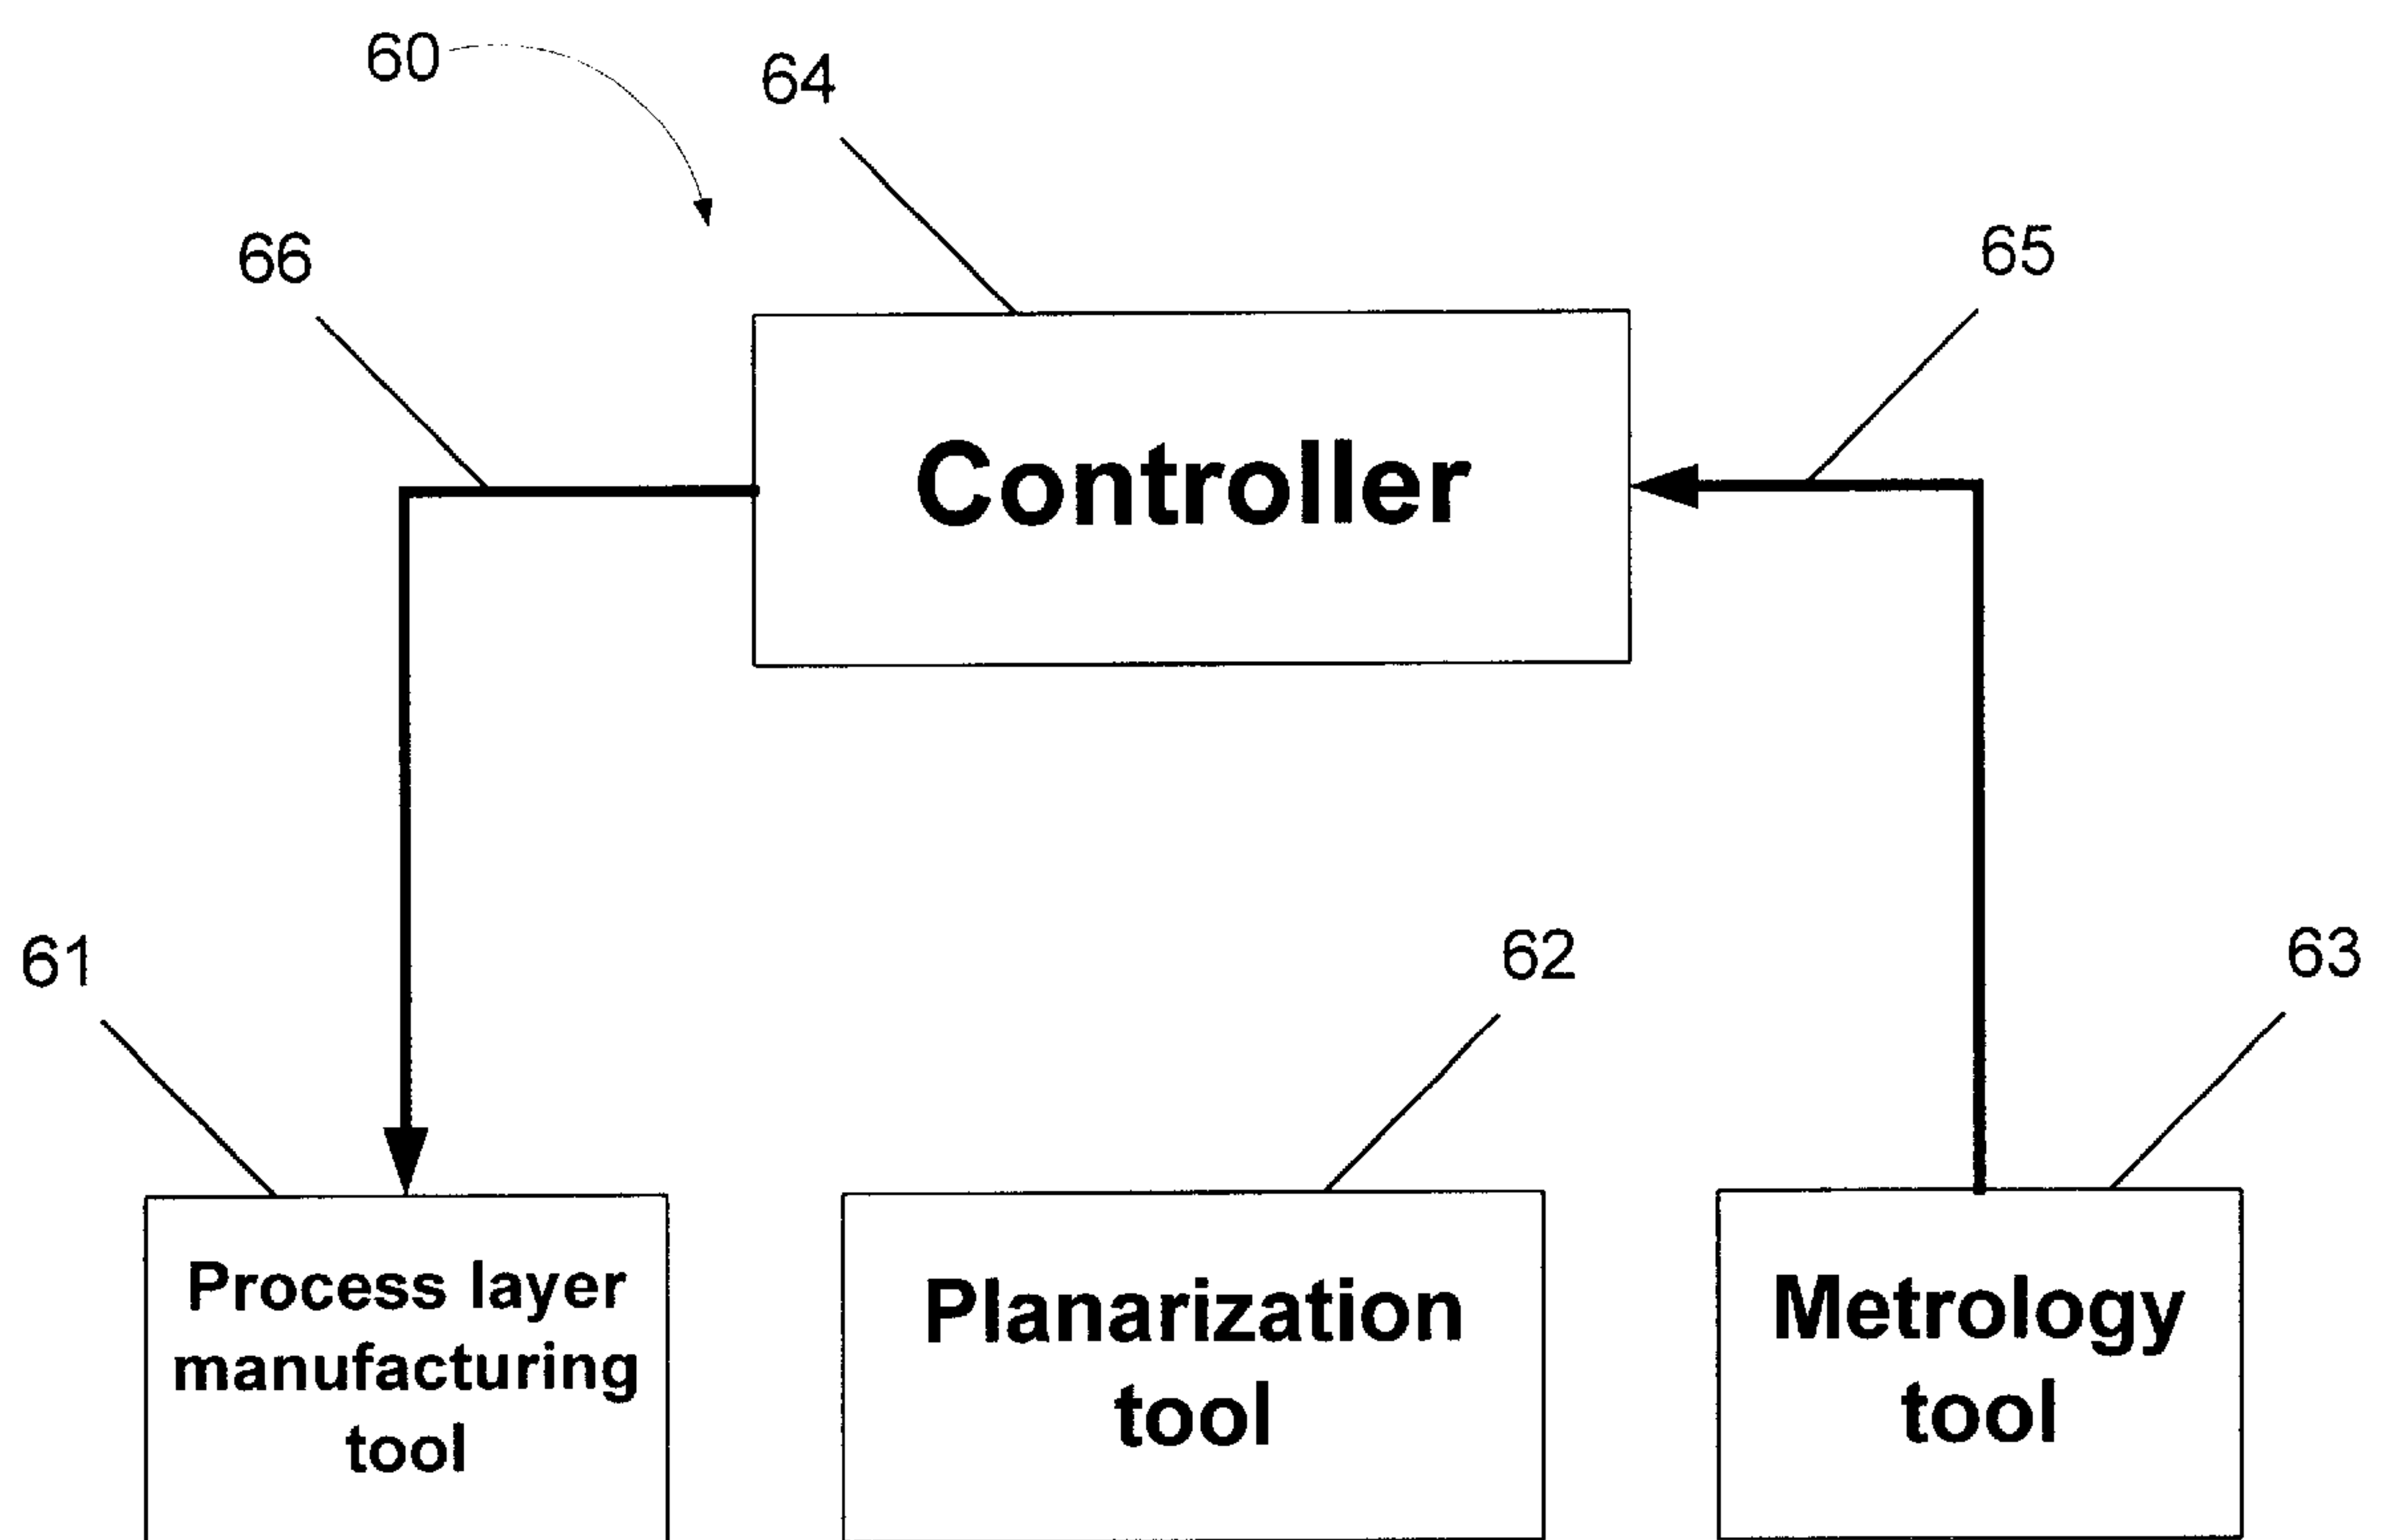 60
64
66
65
Controller
61
62
63
Process layer
manufacturing
tool
Planarization
tool
Metrology
tool